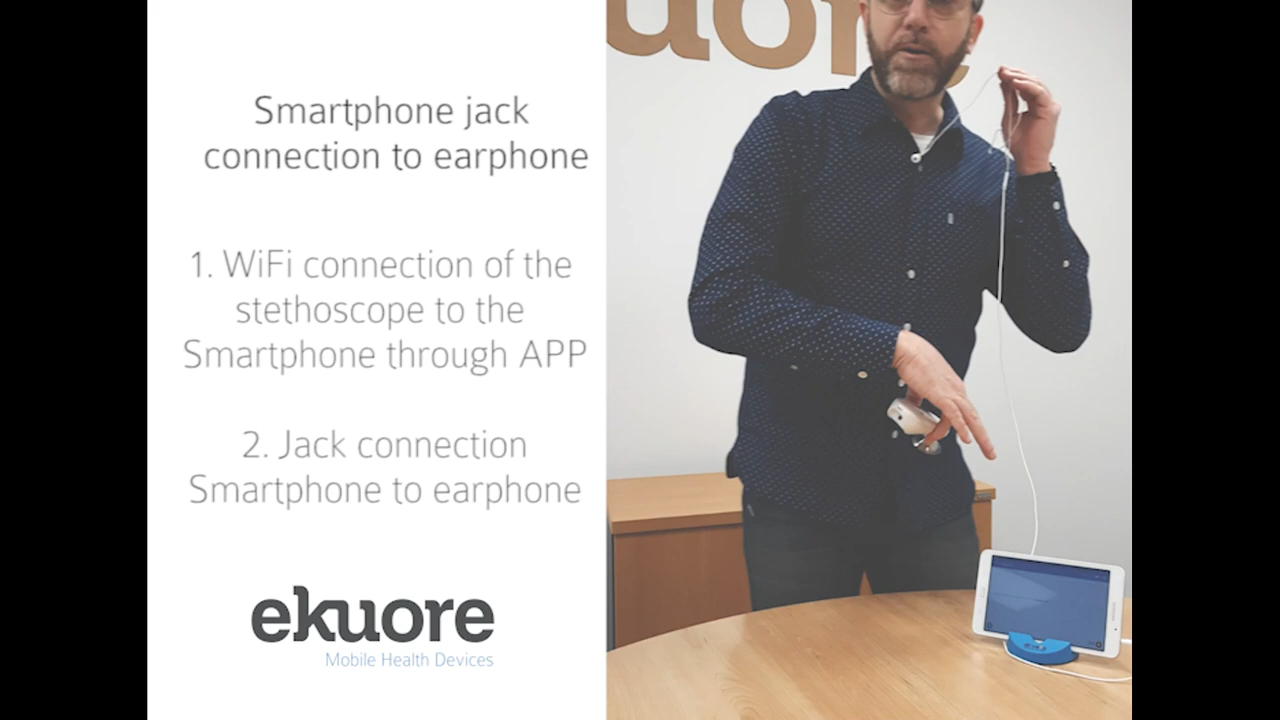 Smartphone jack
connection to earphone
1. WiFi connection of the
stethoscope to the
Smartphone through APP
2. Jack connection
Smartphone to earphone
ekuore
Mobile Health Devices
uore